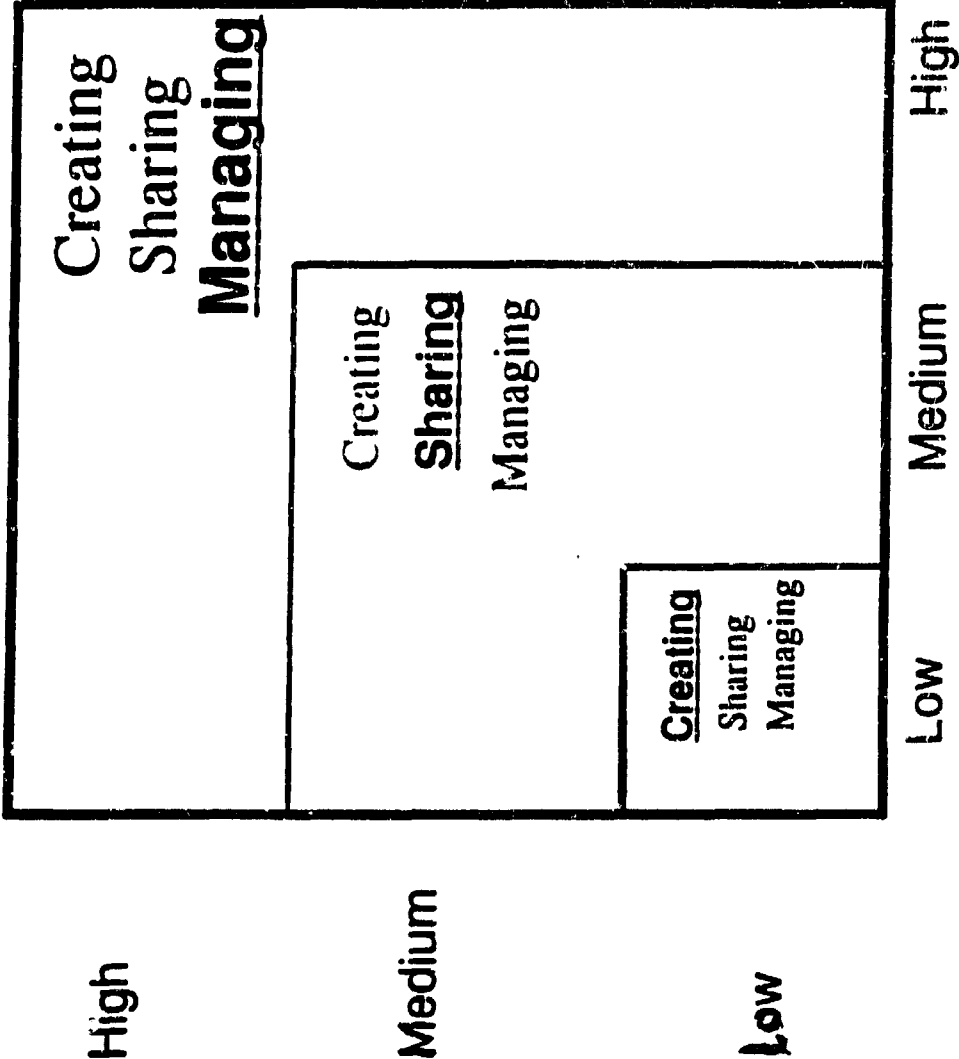 High
Creating
Sharing
Managing
Medium
Creating
Sharing
Managing
Low
Creating
Sharing
Managing
Low Medium High